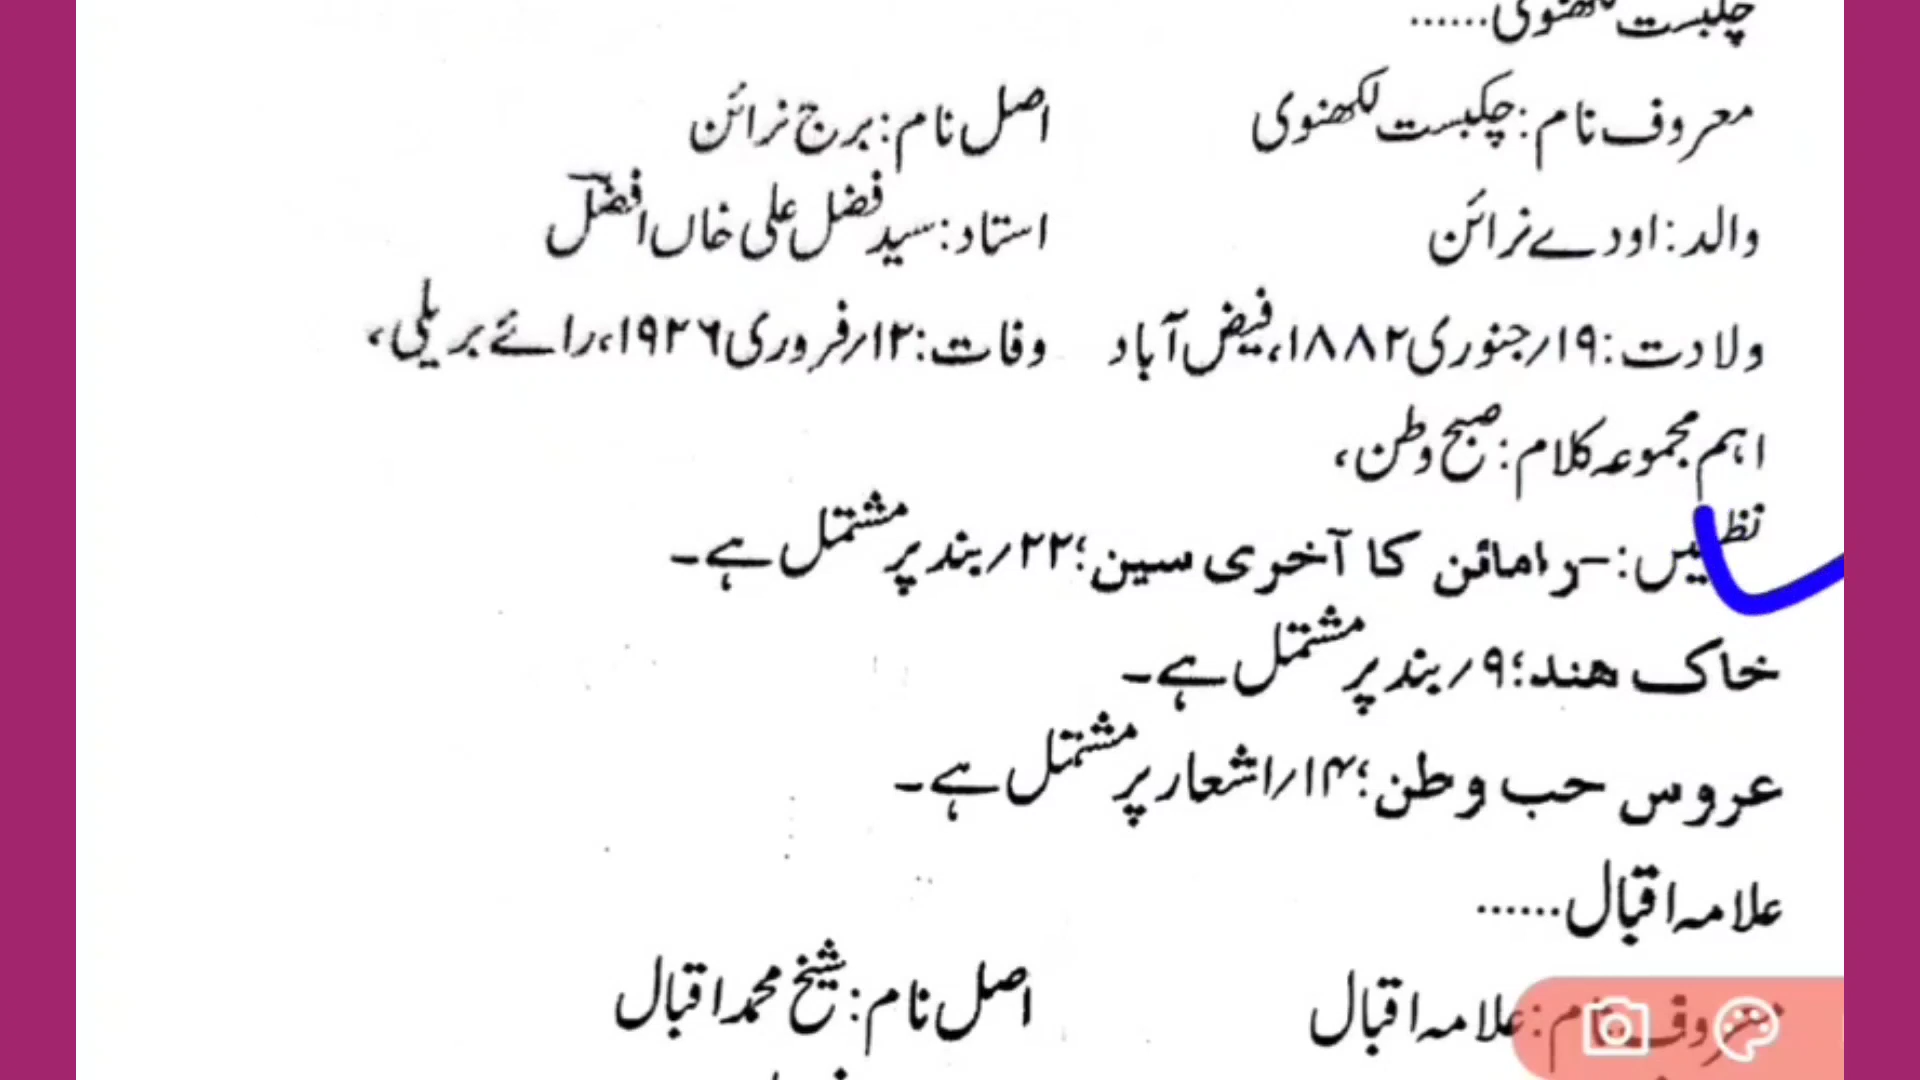 چکبست لکھنوی......
معروف نام: چکبست لکھنوی اصل نام: برج نرائن
والد: اودے نرائن استاد: سید فضل علی خاں افضلؔ
ولادت: ۱۹/جنوری ۱۸۸۲، فیض آباد وفات: ۱۲/فروری ۱۹۲۶، رائے بریلی،
اہم مجموعہ کلام: صبح وطن،
نظمیں:- رامائن کا آخری سین؛ ۲۲/بند پر مشتمل ہے۔
خاک ھند؛ ۹/بند پر مشتمل ہے۔
عروس حب وطن؛ ۱۴/اشعار پر مشتمل ہے۔
علامہ اقبال......
معروف نام: علامہ اقبال اصل نام: شیخ محمد اقبال